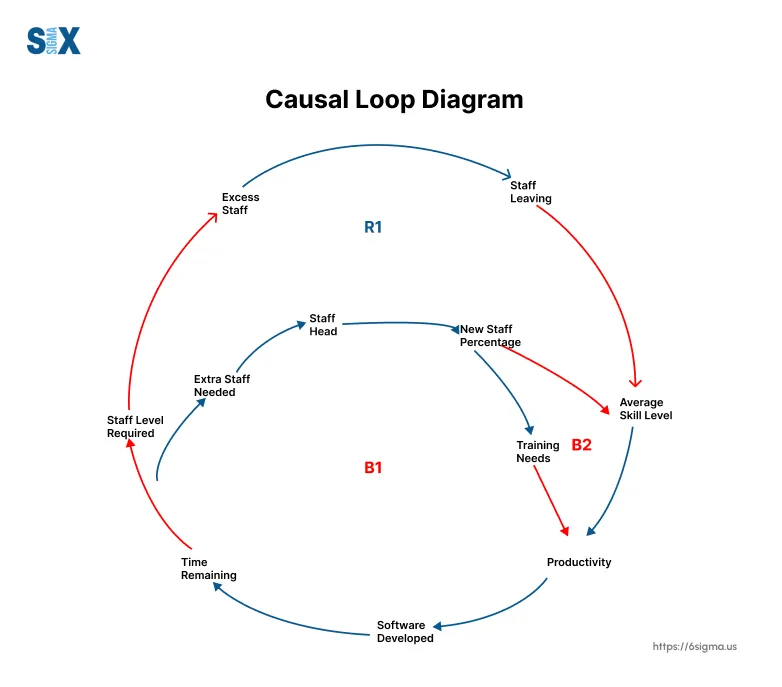 SIX
SIGMA
Causal Loop Diagram
Excess
Staff
Staff
Leaving
R1
Staff
Head
New Staff
Percentage
Extra Staff
Needed
Average
Skill Level
Staff Level
Required
Training
Needs
B2
B1
Time
Remaining
Productivity
Software
Developed
https://6sigma.us